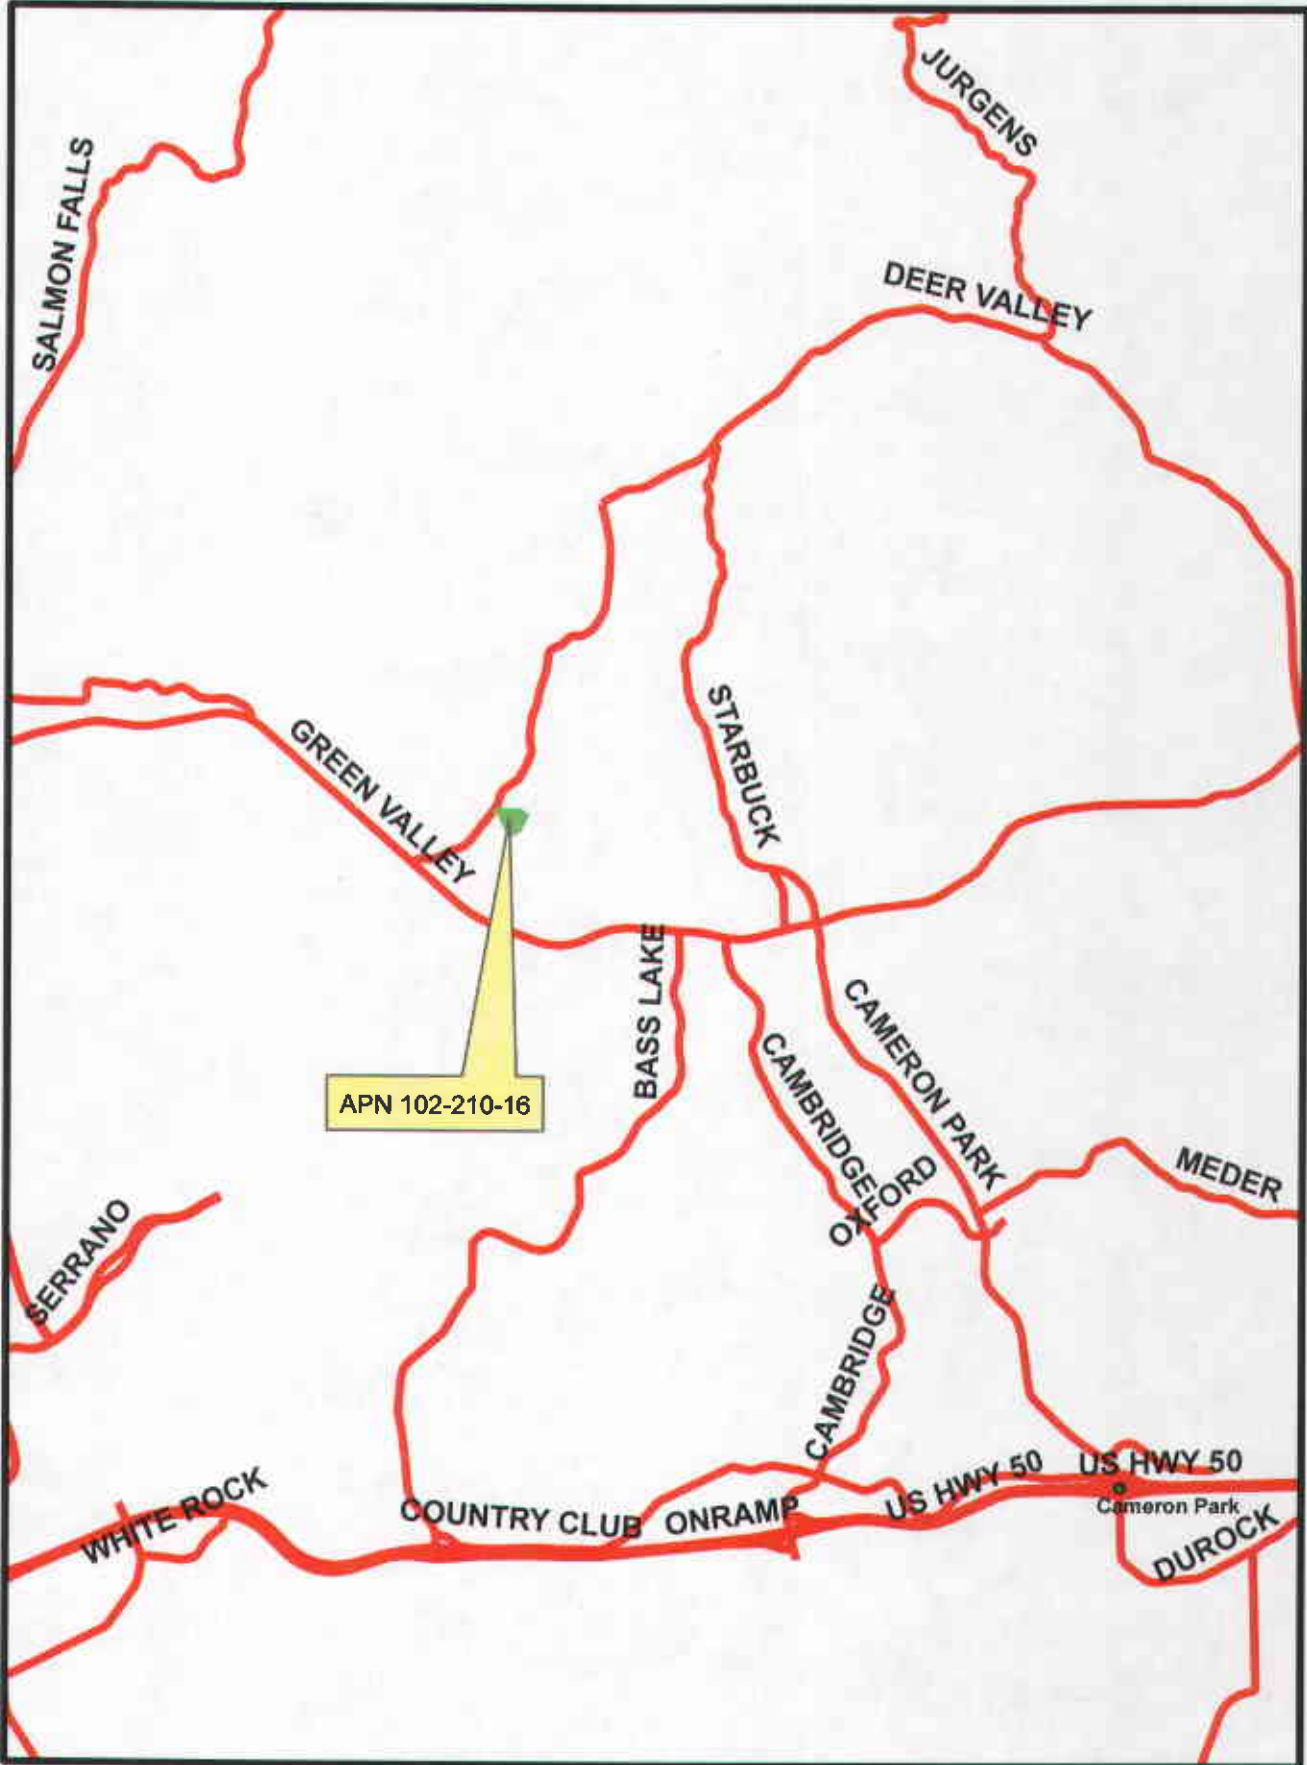 JURGENS
SALMON FALLS
DEER VALLEY
STARBUCK
GREEN VALLEY
BASS LAKE
CAMERON PARK
CAMBRIDGE
APN 102-210-16
OXFORD
MEDER
SERRANO
CAMBRIDGE
US HWY 50
US HWY 50
WHITE ROCK
COUNTRY CLUB
ONRAMP
Cameron Park
DUROCK